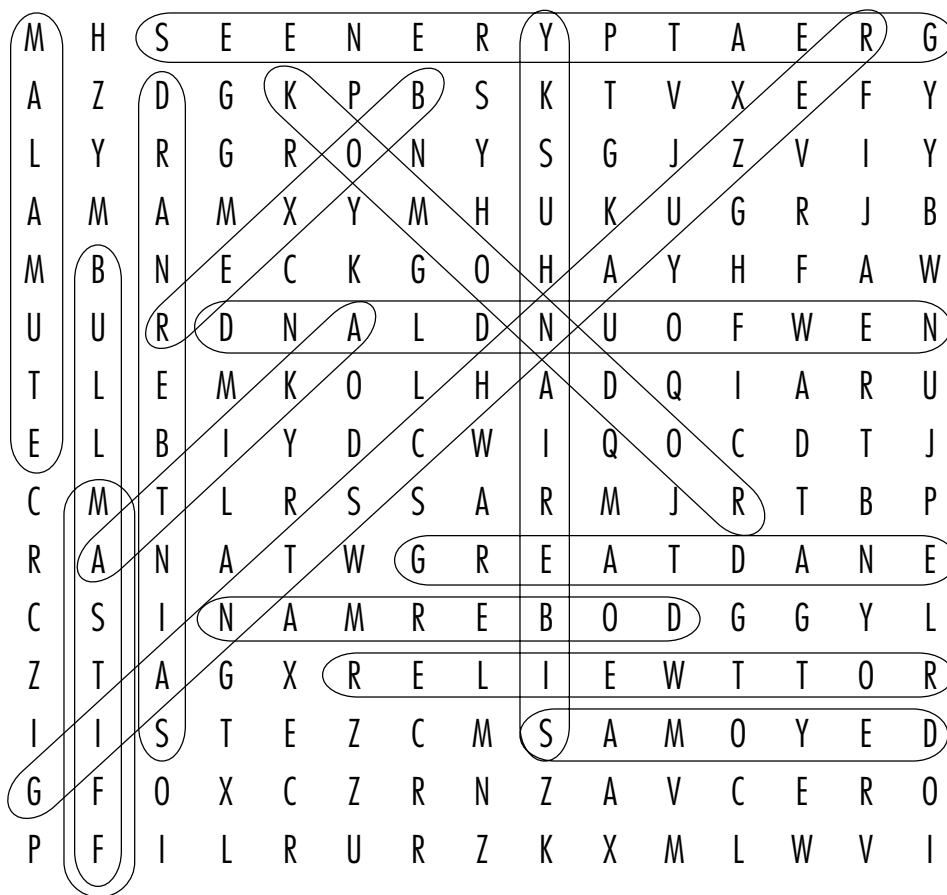 M H S E E N E R Y P T A E R G
A Z D G K P B S K T V X E F Y
L Y R G R O N Y S G J Z V I Y
A M A M X Y M H U K U G R J B
M B N E C K G O H A Y H F A W
U U R D N A L D N U O F W E N
T L E M K O L H A D Q I A R U
E L B I Y D C W I Q O C D T J
C M T L R S S A R M J R T B P
R A N A T W G R E A T D A N E
C S I N A M R E B O D G G Y L
Z T A G X R E L I E W T T O R
I I S T E Z C M S A M O Y E D
G F O X C Z R N Z A V C E R O
P F I L R U R Z K X M L W V I